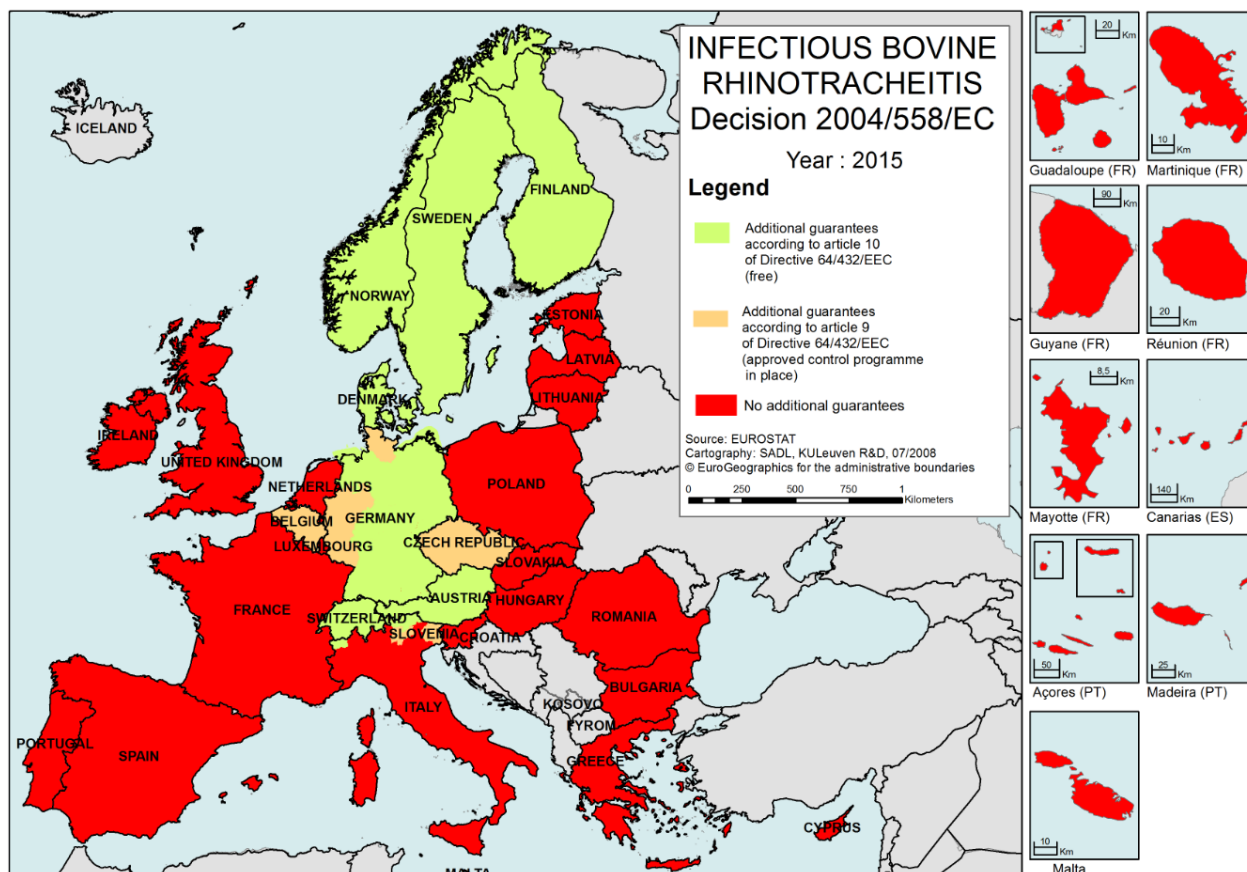 INFECTIOUS BOVINE
RHINOTRACHEITIS
Decision 2004/558/EC
Year : 2015
Legend
Additional guarantees
according to article 10
of Directive 64/432/EEC
(free)
Additional guarantees
according to article 9
of Directive 64/432/EEC
(approved control programme
in place)
No additional guarantees
Source: EUROSTAT
Cartography: SADL, KULeuven R&D, 07/2008
© EuroGeographics for the administrative boundaries
0 250 500 750 1
Kilometers
ICELAND
FINLAND
SWEDEN
NORWAY
ESTONIA
LATVIA
LITHUANIA
DENMARK
IRELAND
UNITED KINGDOM
NETHERLANDS
POLAND
BELGIUM
GERMANY
LUXEMBOURG
CZECH REPUBLIC
SLOVAKIA
AUSTRIA
HUNGARY
FRANCE
SWITZERLAND
ROMANIA
SLOVENIA
CROATIA
BULGARIA
ITALY
KOSOVO
FYROM
PORTUGAL
SPAIN
GREECE
CYPRUS
MALTA
20
Km
Guadaloupe (FR)
10
Km
Martinique (FR)
90
Km
Guyane (FR)
20
Km
Réunion (FR)
8,5
Km
Mayotte (FR)
140
Km
Canarias (ES)
50
Km
Açores (PT)
25
Km
Madeira (PT)
10
Km
Malta